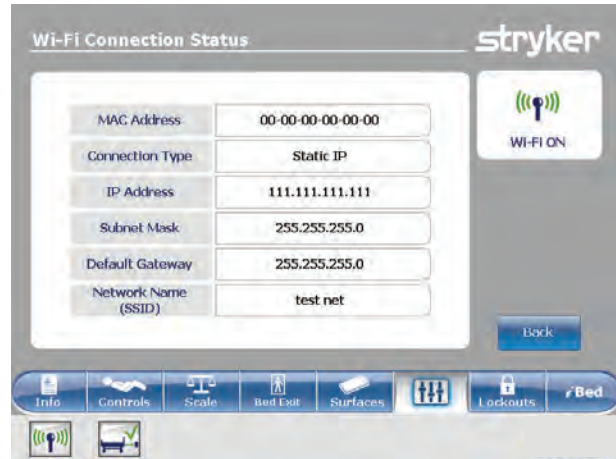 Wi-Fi Connection Status
stryker
MAC Address 00-00-00-00-00-00
Connection Type Static IP
IP Address 111.111.111.111
Subnet Mask 255.255.255.0
Default Gateway 255.255.255.0
Network Name
(SSID) test net
WI-FI ON
Back
Info Controls Scale Bed Exit Surfaces Lockouts iBed